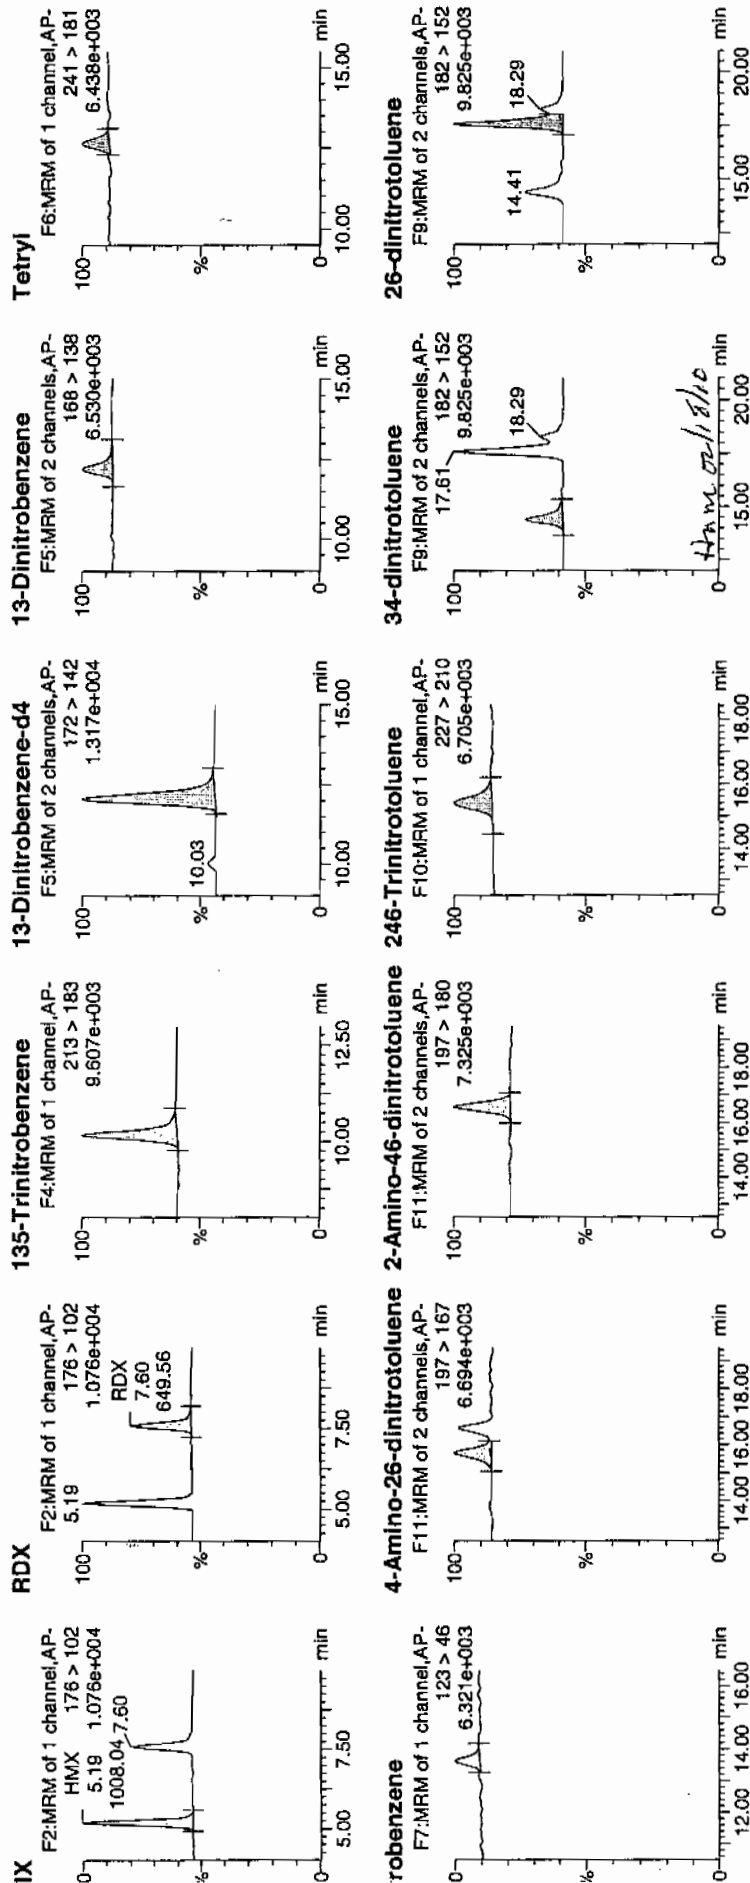 IX
F2:MRM of 1 channel,AP-
HMX 176 > 102
5.19 1.076e+004
1008.04 7.60
0
%
0
5.00 7.50 min
RDX
F2:MRM of 1 channel,AP-
5.19 176 > 102
1.076e+004
RDX
7.60
649.56
100
%
0
5.00 7.50 min
135-Trinitrobenzene
F4:MRM of 1 channel,AP-
213 > 183
9.607e+003
100
%
0
10.00 12.50 min
13-Dinitrobenzene-d4
F5:MRM of 2 channels,AP-
172 > 142
1.317e+004
100
10.03
%
0
10.00 15.00 min
13-Dinitrobenzene
F5:MRM of 2 channels,AP-
168 > 138
6.530e+003
100
%
0
10.00 15.00 min
Tetryl
F6:MRM of 1 channel,AP-
241 > 181
6.438e+003
100
%
0
10.00 15.00 min
robenzene
F7:MRM of 1 channel,AP-
123 > 46
6.321e+003
0
%
0
12.00 14.00 16.00 min
4-Amino-26-dinitrotoluene
F11:MRM of 2 channels,AP-
197 > 167
6.694e+003
100
%
0
14.00 16.00 18.00 min
2-Amino-46-dinitrotoluene
F11:MRM of 2 channels,AP-
197 > 180
7.325e+003
100
%
0
14.00 16.00 18.00 min
246-Trinitrotoluene
F10:MRM of 1 channel,AP-
227 > 210
6.705e+003
100
%
0
14.00 16.00 18.00 min
34-dinitrotoluene
F9:MRM of 2 channels,AP-
17.61 182 > 152
9.825e+003
100
18.29
%
0
15.00 20.00 min
26-dinitrotoluene
F9:MRM of 2 channels,AP-
182 > 152
9.825e+003
100
14.41 18.29
%
0
15.00 20.00 min